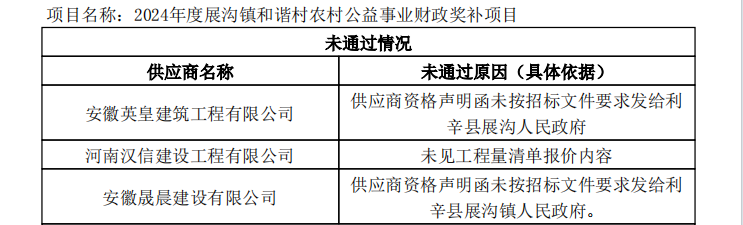 项目名称：2024年度展沟镇和谐村农村公益事业财政奖补项目
未通过情况
供应商名称
未通过原因（具体依据）
安徽英皇建筑工程有限公司
供应商资格声明函未按招标文件要求发给利
辛县展沟人民政府
河南汉信建设工程有限公司
未见工程量清单报价内容
安徽晟晨建设有限公司
供应商资格声明函未按招标文件要求发给利
辛县展沟镇人民政府。